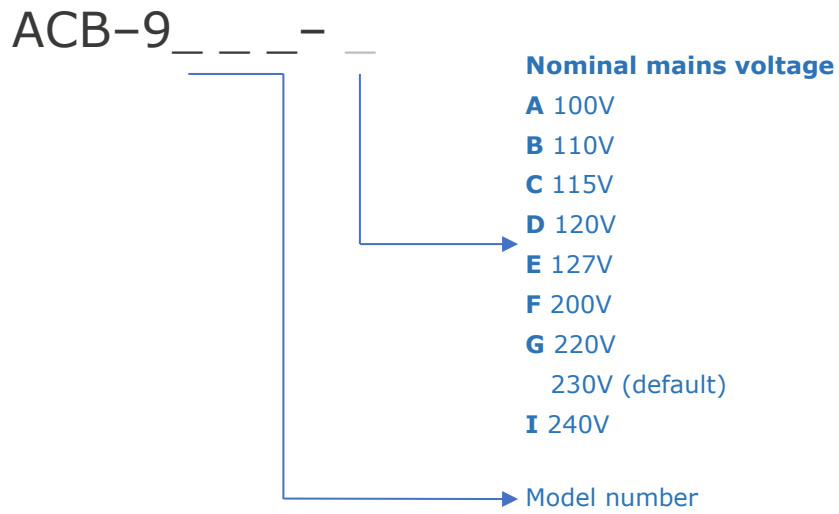 ACB–9_ _ _– _
Nominal mains voltage
A 100V
B 110V
C 115V
D 120V
E 127V
F 200V
G 220V
230V (default)
I 240V
Model number